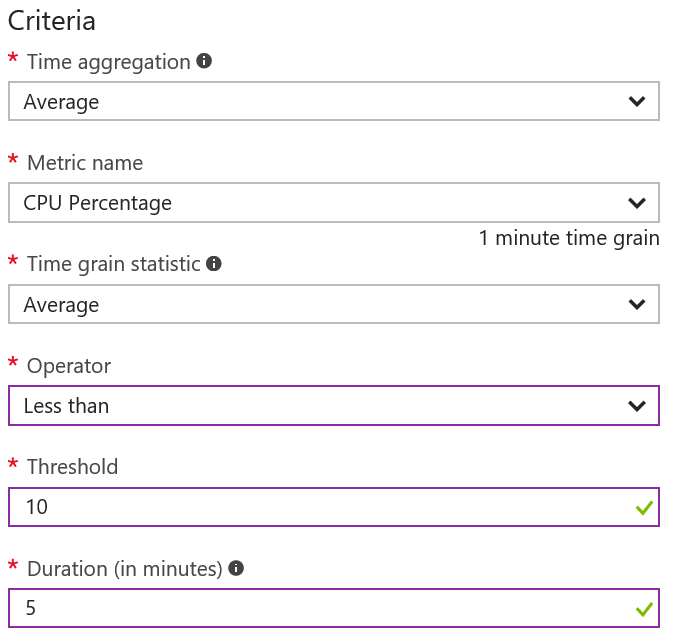 Criteria
* Time aggregation
Average
* Metric name
CPU Percentage
1 minute time grain
* Time grain statistic
Average
* Operator
Less than
* Threshold
10
* Duration (in minutes)
5